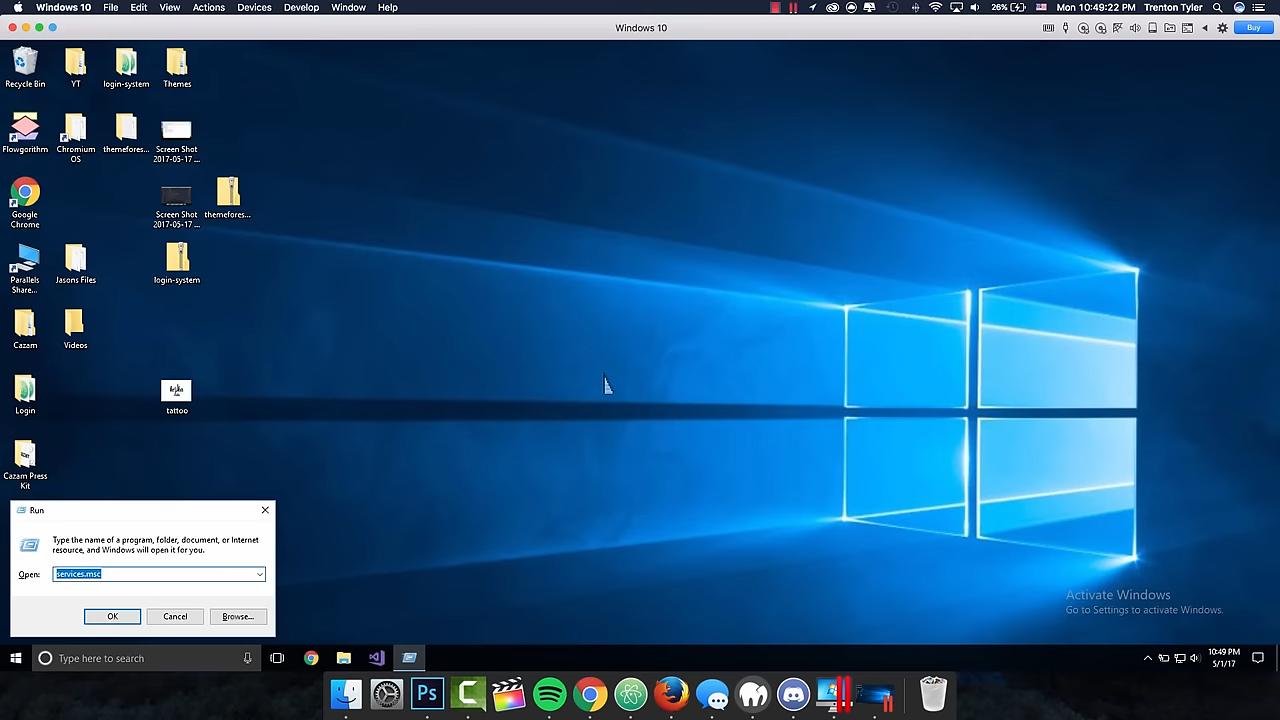 Windows 10 File Edit View Actions Devices Develop Window Help
26% Mon 10:49:22 PM Trenton Tyler
Windows 10
Buy
Recycle Bin
YT
login-system
Themes
Flowgorithm
Chromium
OS
themefores...
Screen Shot
2017-05-17 ...
Google
Chrome
Screen Shot
2017-05-17 ...
themefores...
Parallels
Share...
Jasons Files
login-system
Cazam
Videos
Login
tattoo
Cazam Press
Kit
Run
Type the name of a program, folder, document, or Internet
resource, and Windows will open it for you.
Open: services.msc
OK Cancel Browse...
Activate Windows
Go to Settings to activate Windows.
Type here to search
10:49 PM
5/1/17
Ps